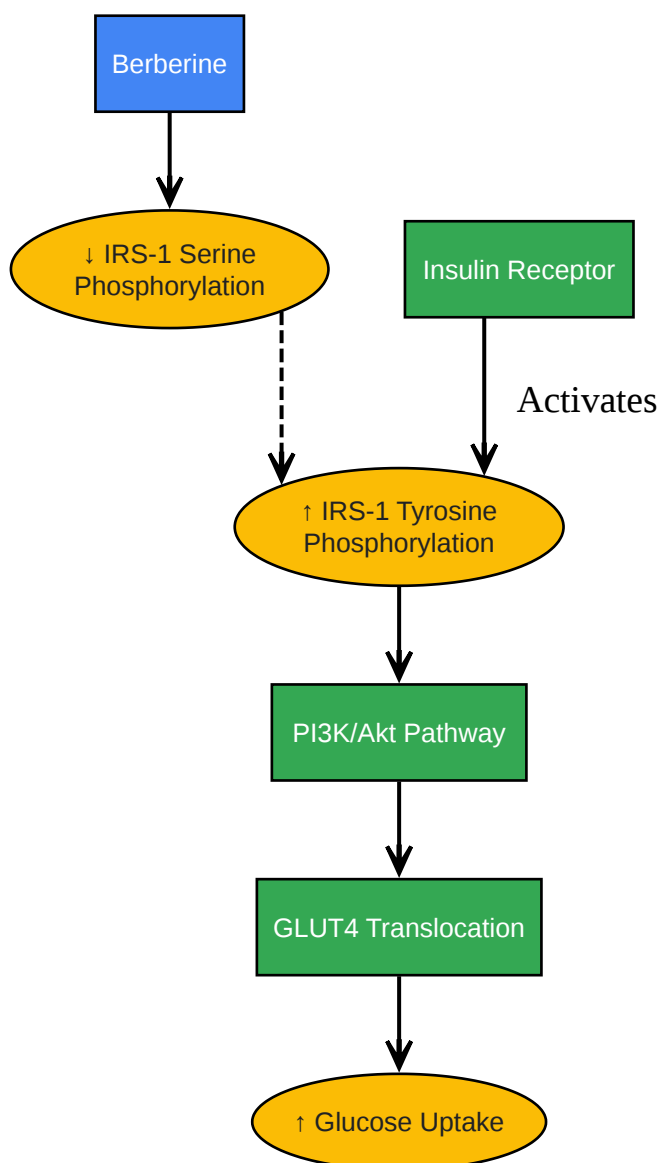 Berberine
↓ IRS-1 Serine
Phosphorylation
Insulin Receptor
Activates
↑ IRS-1 Tyrosine
Phosphorylation
PI3K/Akt Pathway
GLUT4 Translocation
↑ Glucose Uptake